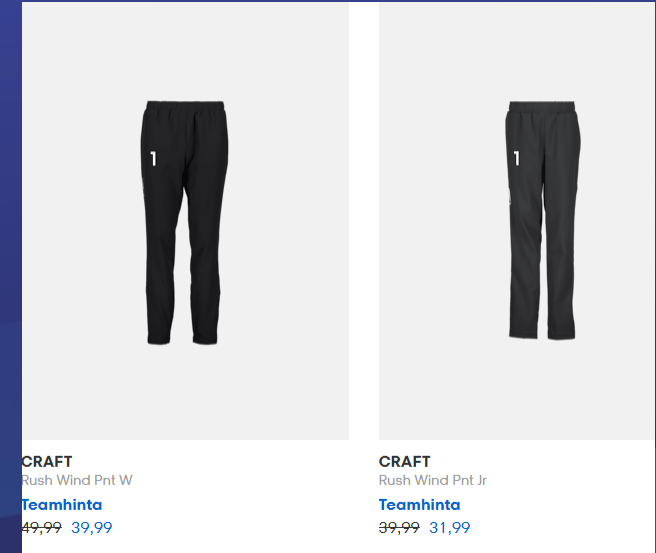 1
1
CRAFT
Rush Wind Pnt W
Teamhinta
49,99 39,99
CRAFT
Rush Wind Pnt Jr
Teamhinta
39,99 31,99